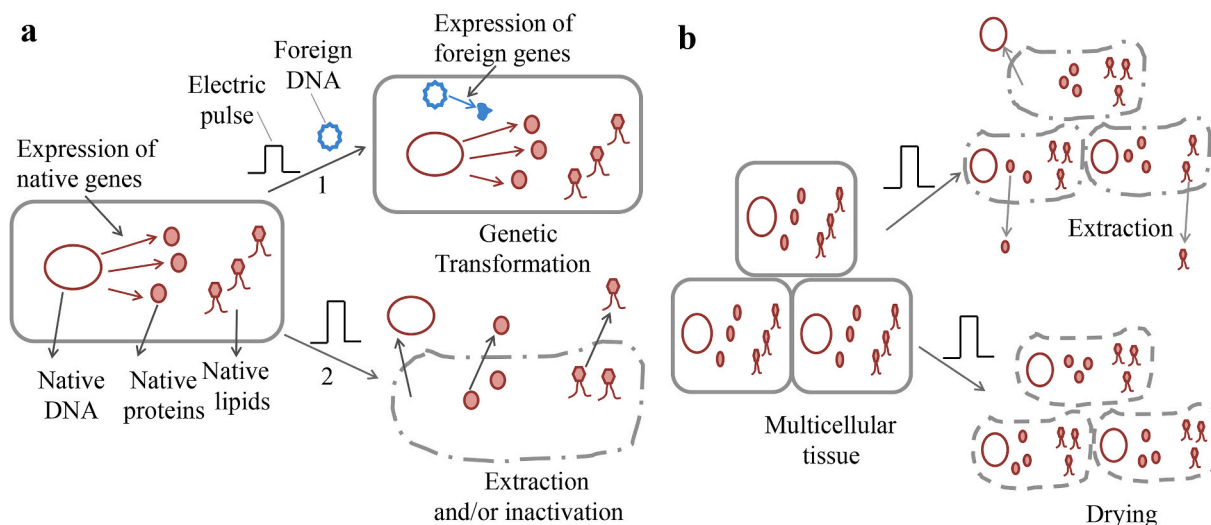 a
Electric
pulse
Foreign
DNA
Expression of
foreign genes
Expression of
native genes
1
Genetic
Transformation
2
Native
DNA
Native
proteins
Native
lipids
Extraction
and/or inactivation
b
Extraction
Multicellular
tissue
Drying